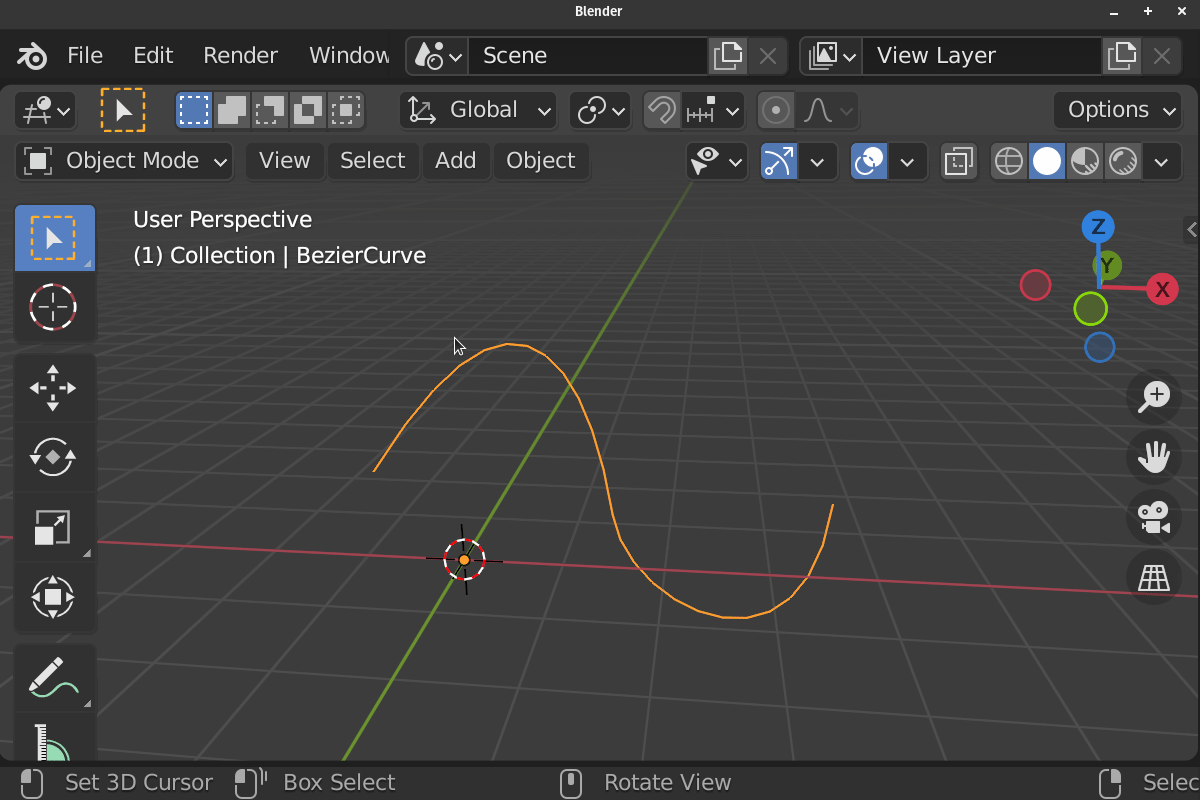 Blender
File Edit Render Window Scene View Layer
Global Options
Object Mode View Select Add Object
User Perspective
(1) Collection | BezierCurve
Z
Y
X
Set 3D Cursor Box Select Rotate View Selec